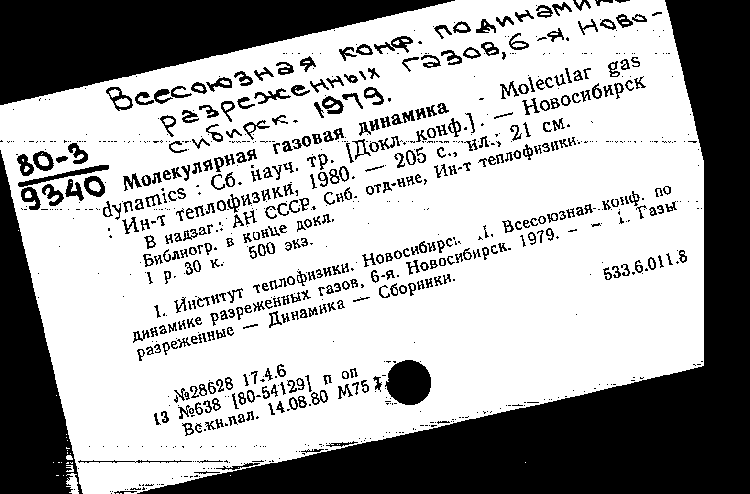 Всесоюзная конф. по динамике
разреженных газов, 6-я. Ново-
сибирск. 1979.
80-3
9340
Молекулярная газовая динамика - Molecular gas
dynamics : Сб. науч. тр. [Докл. конф.]. — Новосибирск
: Ин-т теплофизики, 1980. — 205 с., ил.; 21 см.
В надзаг.: АН СССР. Сиб. отд-ние, Ин-т теплофизики.
Библиогр. в конце докл.
1 р. 30 к. 500 экз.
I. Институт теплофизики. Новосибирск. II. Всесоюзная конф. по
динамике разреженных газов, 6-я. Новосибирск. 1979. — — 1. Газы
разреженные — Динамика — Сборники.
533.6.011.8
№28628 17.4.6
13 №638 [80-54129] п оп
Вс.кн.пал. 14.08.80 М75